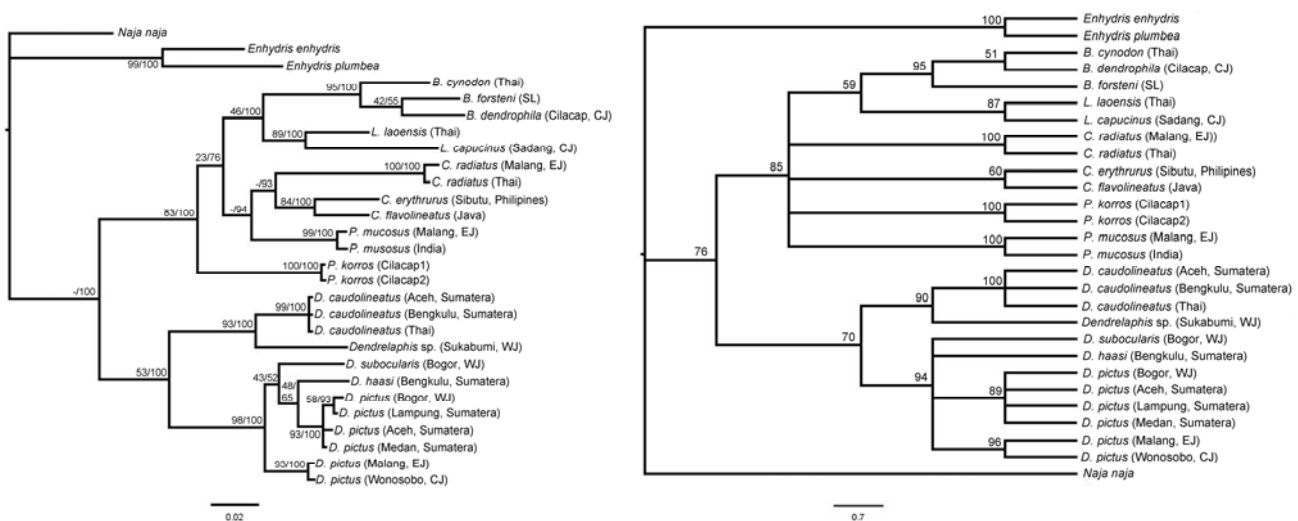 Naja naja
Enhydris enhydris
99/100
Enhydris plumbea
B. cynodon (Thai)
95/100
B. forsteni (SL)
42/55
B. dendrophila (Cilacap, CJ)
46/100
L. laoensis (Thai)
89/100
L. capucinus (Sadang, CJ)
23/76
C. radiatus (Malang, EJ)
100/100
C. radiatus (Thai)
-/93
C. erythrurus (Sibutu, Philipines)
84/100
C. flavolineatus (Java)
-/94
83/100
P. mucosus (Malang, EJ)
99/100
P. musosus (India)
P. korros (Cilacap1)
100/100
P. korros (Cilacap2)
-/100
D. caudolineatus (Aceh, Sumatera)
99/100
D. caudolineatus (Bengkulu, Sumatera)
93/100
D. caudolineatus (Thai)
Dendrelaphis sp. (Sukabumi, WJ)
53/100
D. subocularis (Bogor, WJ)
43/52
D. haasi (Bengkulu, Sumatera)
48/
65
D. pictus (Bogor, WJ)
58/93
D. pictus (Lampung, Sumatera)
98/100
D. pictus (Aceh, Sumatera)
93/100
D. pictus (Medan, Sumatera)
D. pictus (Malang, EJ)
93/100
D. pictus (Wonosobo, CJ)
0.02
Enhydris enhydris
100
Enhydris plumbea
B. cynodon (Thai)
51
B. dendrophila (Cilacap, CJ)
95
B. forsteni (SL)
59
L. laoensis (Thai)
87
L. capucinus (Sadang, CJ)
C. radiatus (Malang, EJ))
100
C. radiatus (Thai)
85
C. erythrurus (Sibutu, Philipines)
60
C. flavolineatus (Java)
P. korros (Cilacap1)
100
P. korros (Cilacap2)
P. mucosus (Malang, EJ)
100
P. mucosus (India)
76
D. caudolineatus (Aceh, Sumatera)
100
D. caudolineatus (Bengkulu, Sumatera)
90
D. caudolineatus (Thai)
Dendrelaphis sp. (Sukabumi, WJ)
70
D. subocularis (Bogor, WJ)
D. haasi (Bengkulu, Sumatera)
94
D. pictus (Bogor, WJ)
D. pictus (Aceh, Sumatera)
89
D. pictus (Lampung, Sumatera)
D. pictus (Medan, Sumatera)
D. pictus (Malang, EJ)
96
D. pictus (Wonosobo, CJ)
Naja naja
0.7